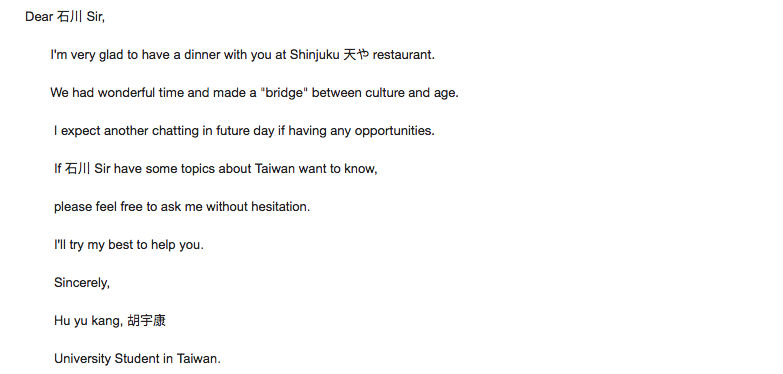 Dear 石川 Sir,
I'm very glad to have a dinner with you at Shinjuku 天や restaurant.
We had wonderful time and made a "bridge" between culture and age.
I expect another chatting in future day if having any opportunities.
If 石川 Sir have some topics about Taiwan want to know,
please feel free to ask me without hesitation.
I'll try my best to help you.
Sincerely,
Hu yu kang, 胡宇康
University Student in Taiwan.